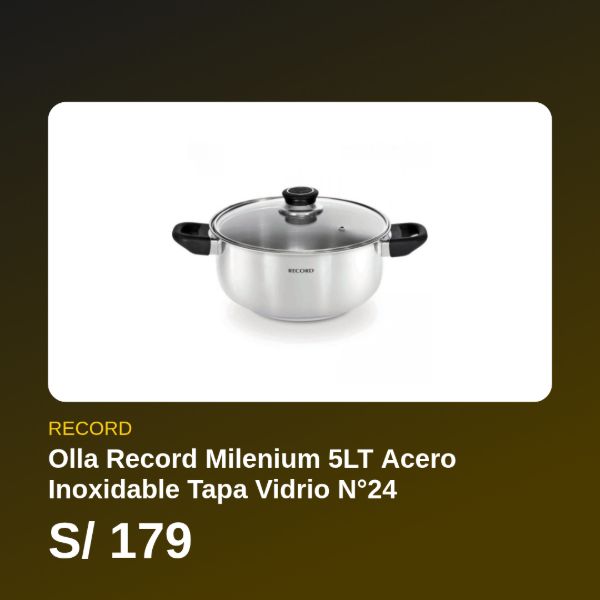 RECORD
RECORD
Olla Record Milenium 5LT Acero
Inoxidable Tapa Vidrio N°24
S/ 179